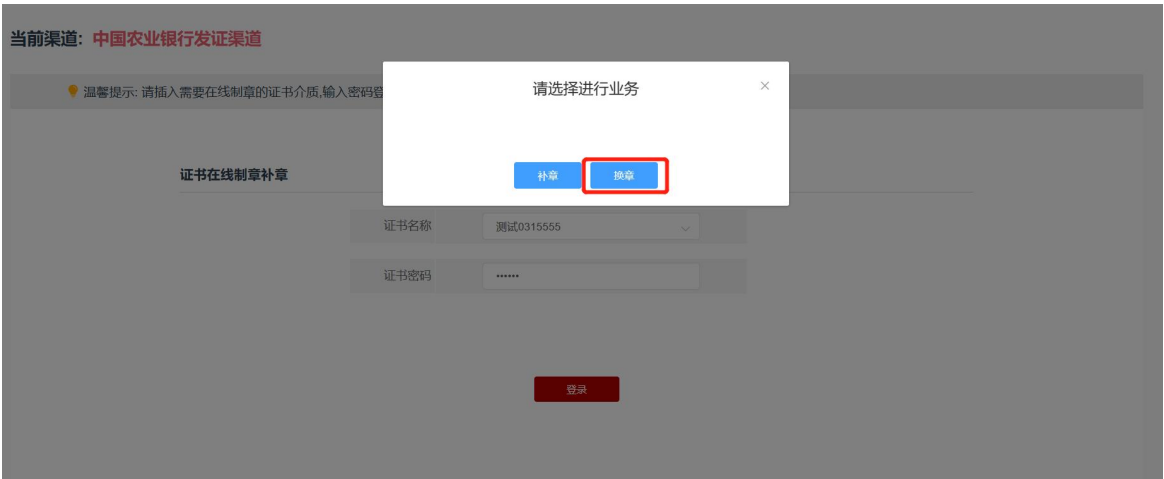 当前渠道: 中国农业银行发证渠道
请选择进行业务
温馨提示: 请插入需要在线制章的证书介质,输入密码登
补章 换章
证书在线制章补章
证书名称 测试0315555
证书密码 ••••••
登录